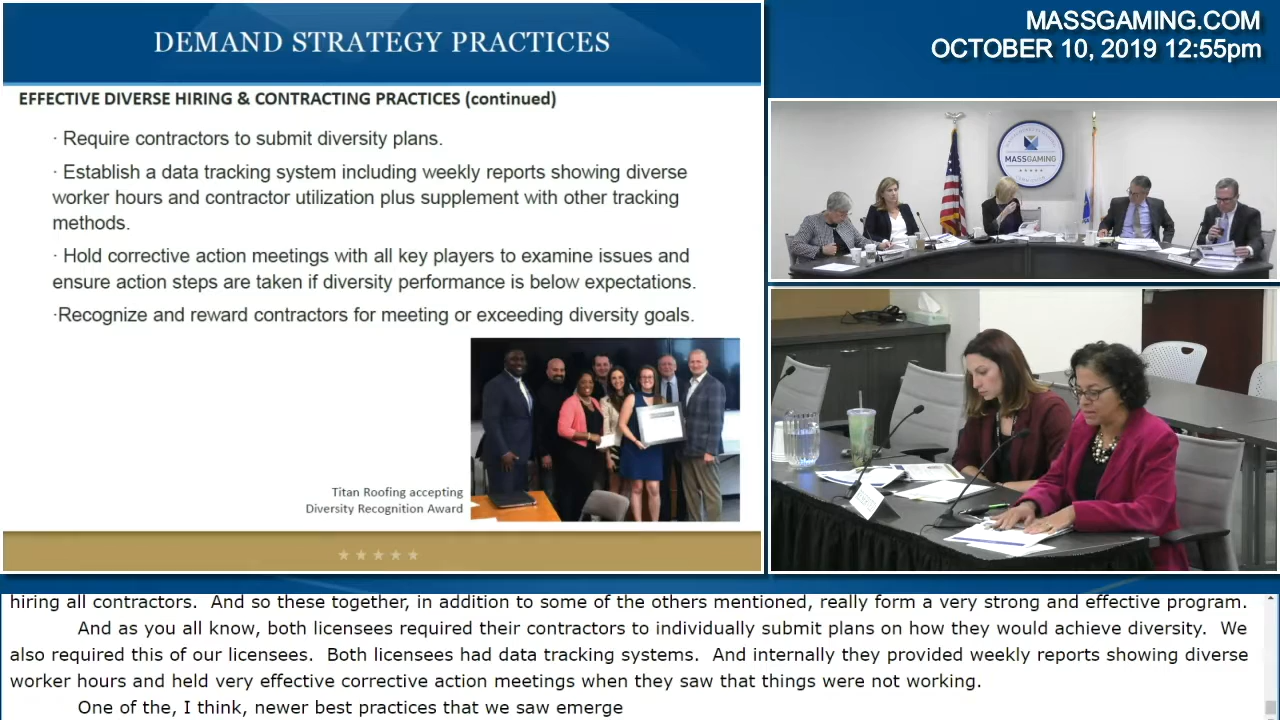 DEMAND STRATEGY PRACTICES
EFFECTIVE DIVERSE HIRING & CONTRACTING PRACTICES (continued)
· Require contractors to submit diversity plans.
· Establish a data tracking system including weekly reports showing diverse
worker hours and contractor utilization plus supplement with other tracking
methods.
· Hold corrective action meetings with all key players to examine issues and
ensure action steps are taken if diversity performance is below expectations.
·Recognize and reward contractors for meeting or exceeding diversity goals.
Titan Roofing accepting
Diversity Recognition Award
MASSGAMING.COM
OCTOBER 10, 2019 12:55pm
MASSGAMING
hiring all contractors.  And so these together, in addition to some of the others mentioned, really form a very strong and effective program.
And as you all know, both licensees required their contractors to individually submit plans on how they would achieve diversity.  We
also required this of our licensees.  Both licensees had data tracking systems.  And internally they provided weekly reports showing diverse
worker hours and held very effective corrective action meetings when they saw that things were not working.
One of the, I think, newer best practices that we saw emerge